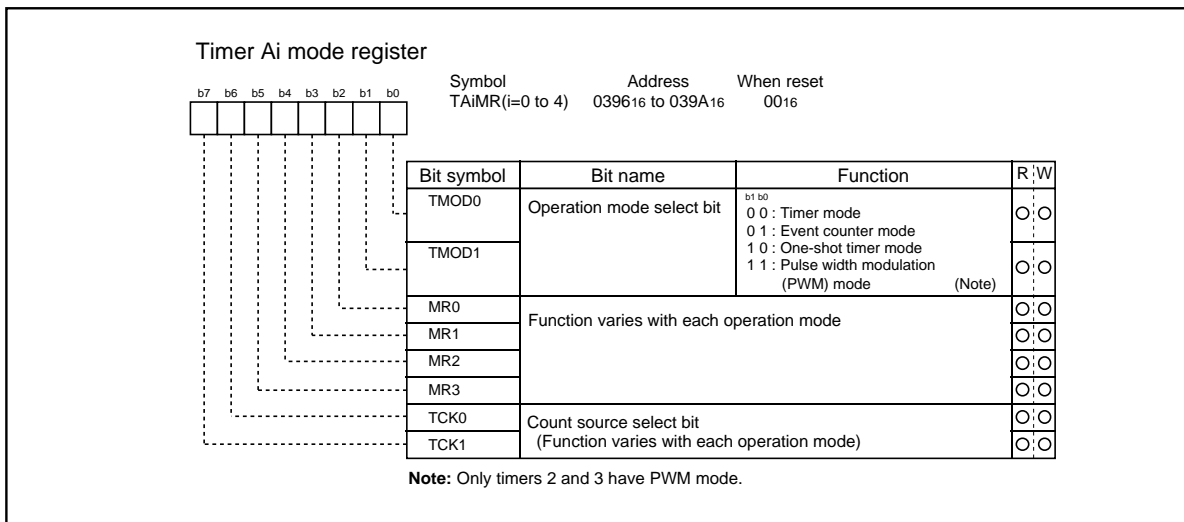 Timer Ai mode register
Symbol Address When reset
TAiMR(i=0 to 4) 039616 to 039A16 0016
b7 b6 b5 b4 b3 b2 b1 b0
Bit symbol Bit name Function R W
TMOD0 Operation mode select bit
b1 b0
0 0 : Timer mode
0 1 : Event counter mode
TMOD1
1 0 : One-shot timer mode
1 1 : Pulse width modulation
(PWM) mode (Note)
MR0 Function varies with each operation mode
MR1
MR2
MR3
TCK0 Count source select bit
TCK1 (Function varies with each operation mode)
Note: Only timers 2 and 3 have PWM mode.